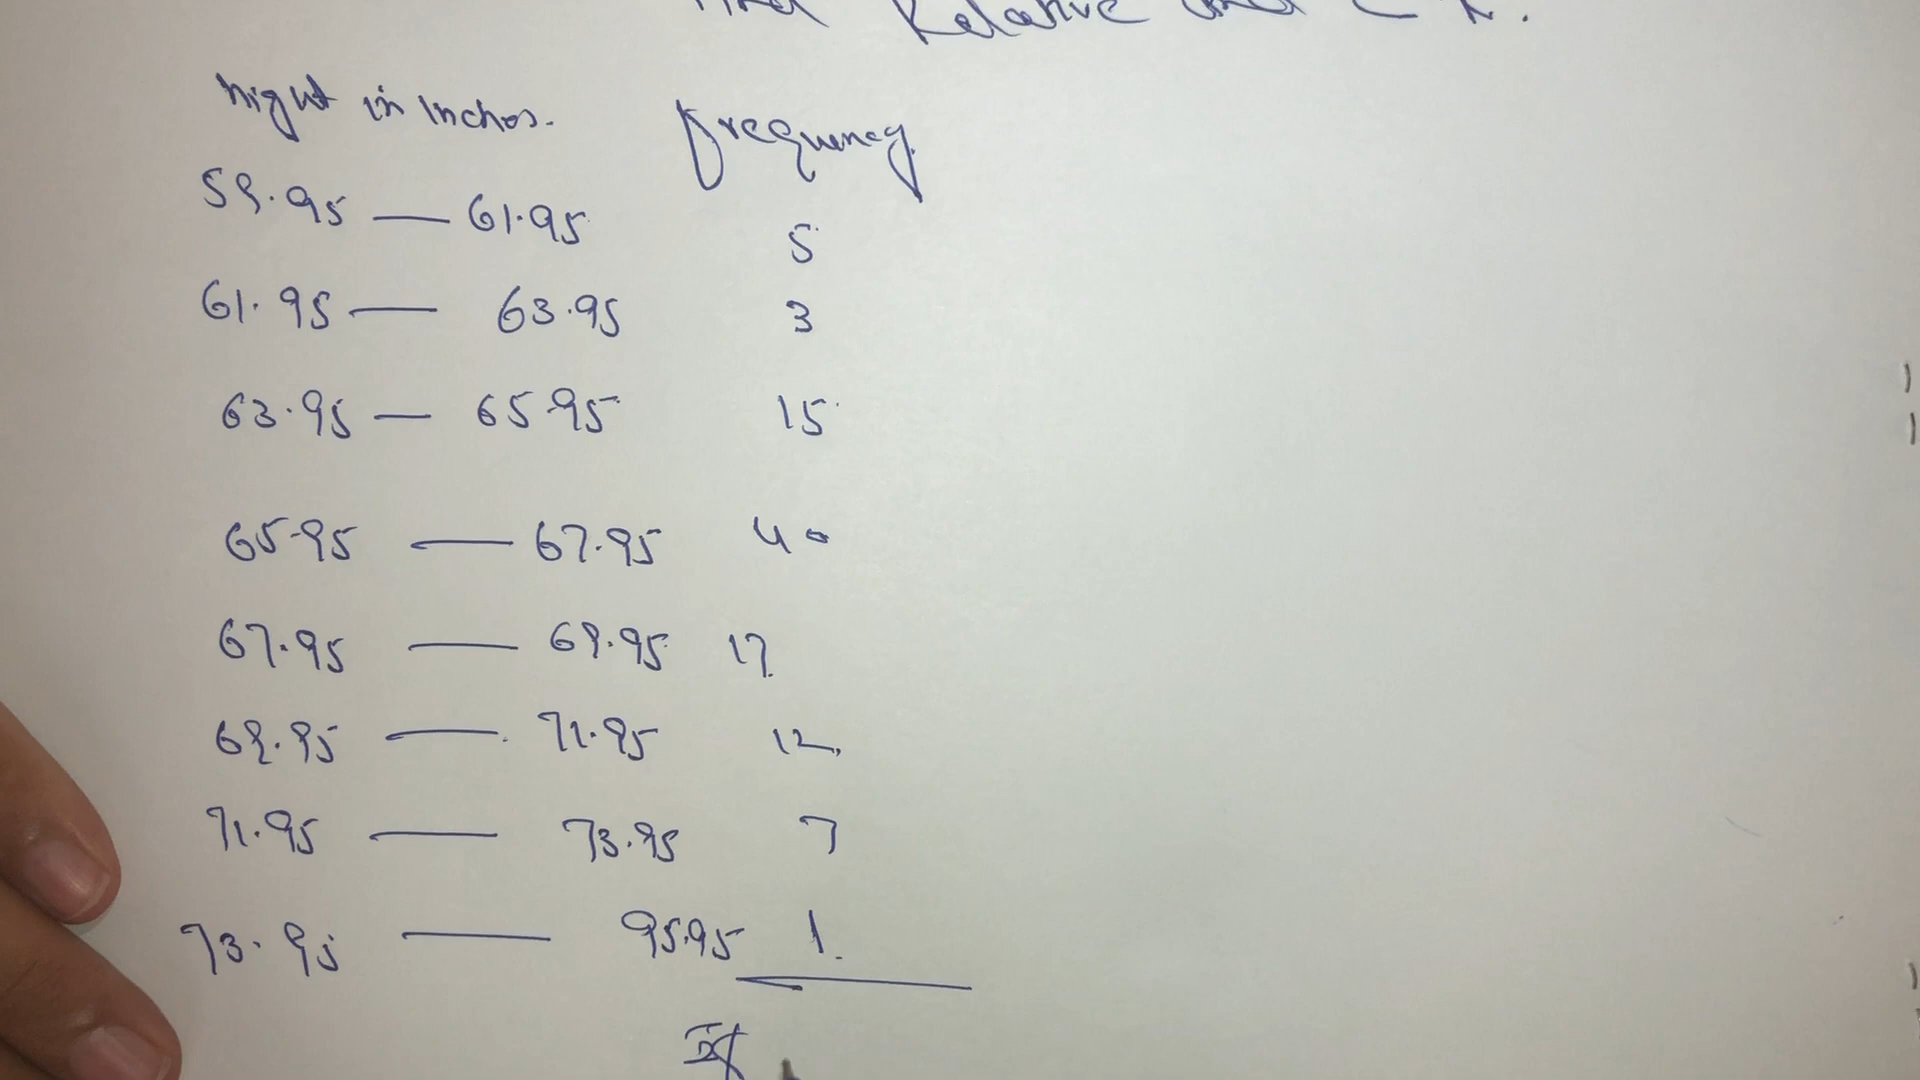 Relative and
hight in Inches. frequency
59.95 — 61.95 5
61.95 — 63.95 3
63.95 — 65.95 15
65.95 — 67.95 40
67.95 — 69.95 17
69.95 — 71.95 12
71.95 — 73.95 7
73.95 — 95.95 1
Σf